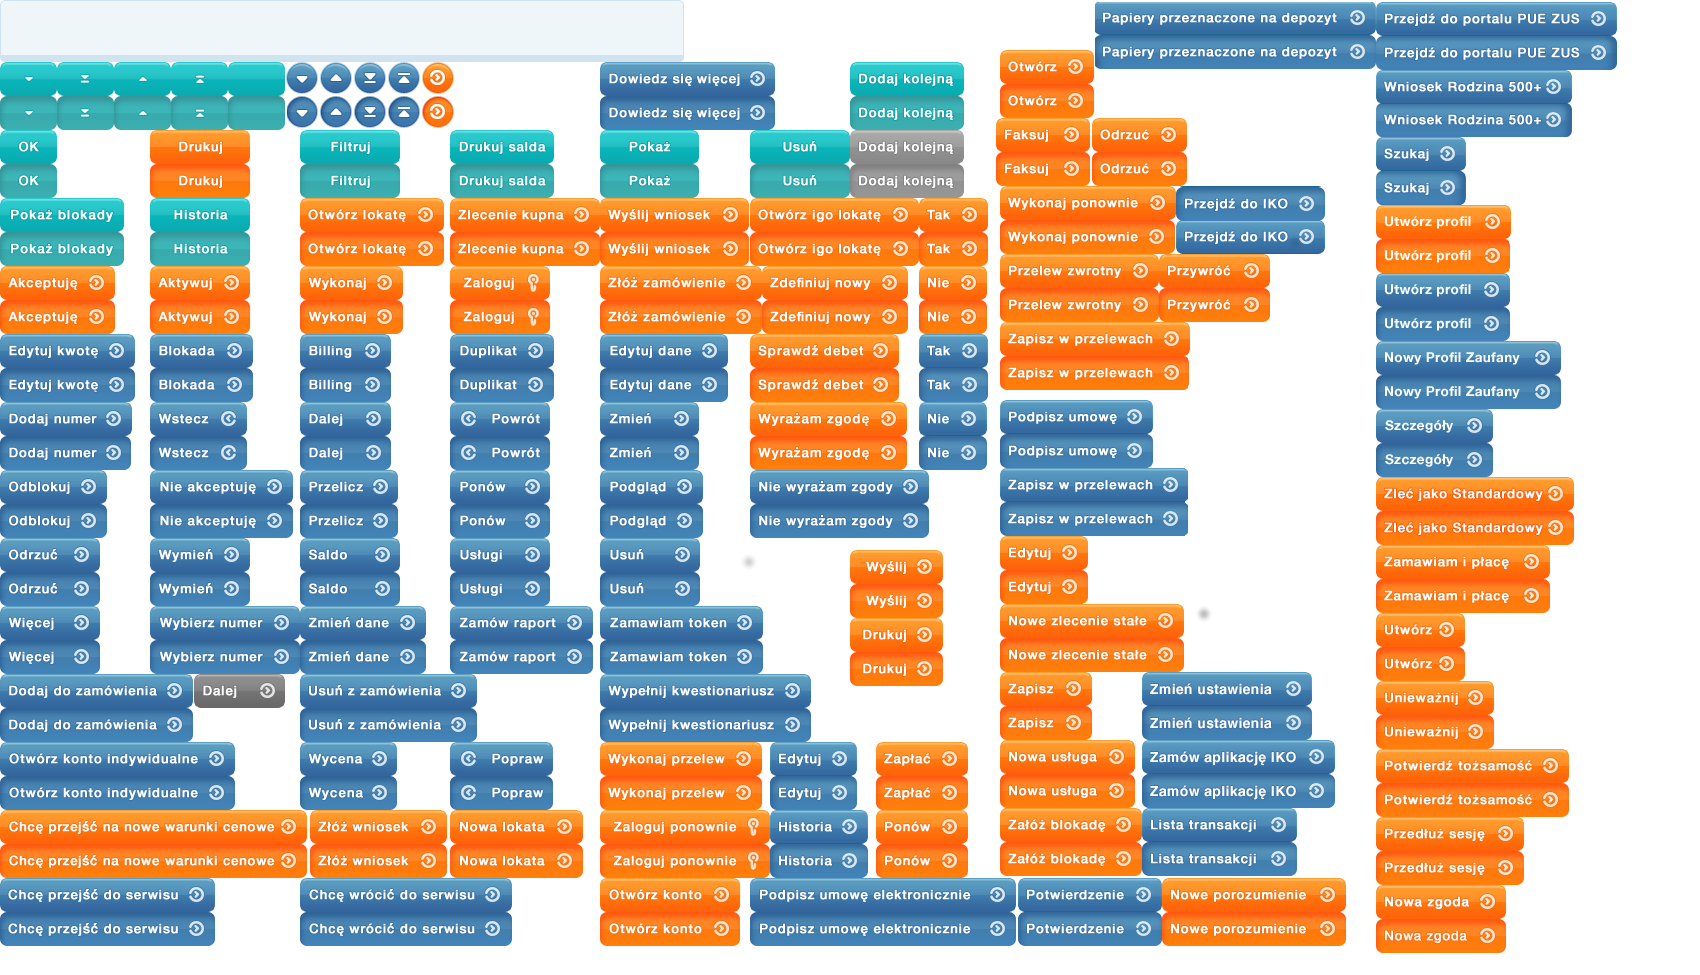 Papiery przeznaczone na depozyt Przejdź do portalu PUE ZUS
Papiery przeznaczone na depozyt Przejdź do portalu PUE ZUS
Dowiedz się więcej Dodaj kolejną Otwórz Wniosek Rodzina 500+
Dowiedz się więcej Dodaj kolejną Otwórz Wniosek Rodzina 500+
OK Drukuj Filtruj Drukuj salda Pokaż Usuń Dodaj kolejną Faksuj Odrzuć Szukaj
OK Drukuj Filtruj Drukuj salda Pokaż Usuń Dodaj kolejną Faksuj Odrzuć Szukaj
Pokaż blokady Historia Otwórz lokatę Zlecenie kupna Wyślij wniosek Otwórz igo lokatę Tak Wykonaj ponownie Przejdź do IKO Utwórz profil
Pokaż blokady Historia Otwórz lokatę Zlecenie kupna Wyślij wniosek Otwórz igo lokatę Tak Wykonaj ponownie Przejdź do IKO Utwórz profil
Akceptuję Aktywuj Wykonaj Zaloguj Złóż zamówienie Zdefiniuj nowy Nie Przelew zwrotny Przywróć Utwórz profil
Akceptuję Aktywuj Wykonaj Zaloguj Złóż zamówienie Zdefiniuj nowy Nie Przelew zwrotny Przywróć Utwórz profil
Edytuj kwotę Blokada Billing Duplikat Edytuj dane Sprawdź debet Tak Zapisz w przelewach Nowy Profil Zaufany
Edytuj kwotę Blokada Billing Duplikat Edytuj dane Sprawdź debet Tak Zapisz w przelewach Nowy Profil Zaufany
Dodaj numer Wstecz Dalej Powrót Zmień Wyrażam zgodę Nie Podpisz umowę Szczegóły
Dodaj numer Wstecz Dalej Powrót Zmień Wyrażam zgodę Nie Podpisz umowę Szczegóły
Odblokuj Nie akceptuję Przelicz Ponów Podgląd Nie wyrażam zgody Zapisz w przelewach Zleć jako Standardowy
Odblokuj Nie akceptuję Przelicz Ponów Podgląd Nie wyrażam zgody Zapisz w przelewach Zleć jako Standardowy
Odrzuć Wymień Saldo Usługi Usuń Wyślij Edytuj Zamawiam i płacę
Odrzuć Wymień Saldo Usługi Usuń Wyślij Edytuj Zamawiam i płacę
Więcej Wybierz numer Zmień dane Zamów raport Zamawiam token Drukuj Nowe zlecenie stałe Utwórz
Więcej Wybierz numer Zmień dane Zamów raport Zamawiam token Drukuj Nowe zlecenie stałe Utwórz
Dodaj do zamówienia Dalej Usuń z zamówienia Wypełnij kwestionariusz Zapisz Zmień ustawienia Unieważnij
Dodaj do zamówienia Usuń z zamówienia Wypełnij kwestionariusz Zapisz Zmień ustawienia Unieważnij
Otwórz konto indywidualne Wycena Popraw Wykonaj przelew Edytuj Zapłać Nowa usługa Zamów aplikację IKO Potwierdź tożsamość
Otwórz konto indywidualne Wycena Popraw Wykonaj przelew Edytuj Zapłać Nowa usługa Zamów aplikację IKO Potwierdź tożsamość
Chcę przejść na nowe warunki cenowe Złóż wniosek Nowa lokata Zaloguj ponownie Historia Ponów Załóż blokadę Lista transakcji Przedłuż sesję
Chcę przejść na nowe warunki cenowe Złóż wniosek Nowa lokata Zaloguj ponownie Historia Ponów Załóż blokadę Lista transakcji Przedłuż sesję
Chcę przejść do serwisu Chcę wrócić do serwisu Otwórz konto Podpisz umowę elektronicznie Potwierdzenie Nowe porozumienie Nowa zgoda
Chcę przejść do serwisu Chcę wrócić do serwisu Otwórz konto Podpisz umowę elektronicznie Potwierdzenie Nowe porozumienie Nowa zgoda